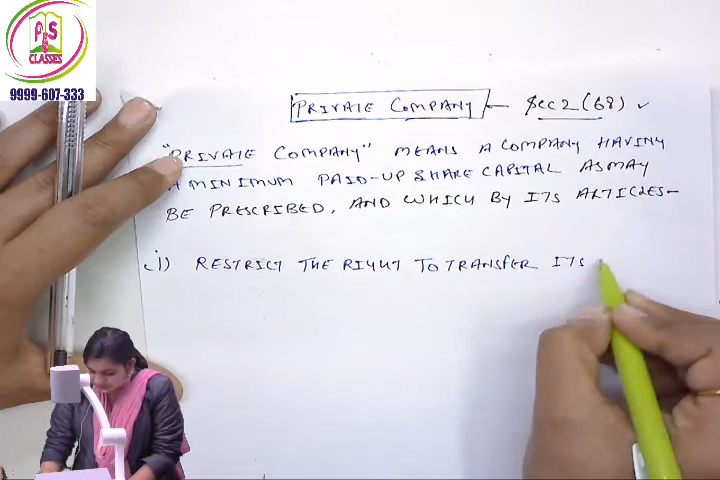 P&S
CLASSES
9999-607-333
PRIVATE COMPANY — Sec 2 (68) ✓
"PRIVATE COMPANY" MEANS A COMPANY HAVING
A MINIMUM PAID-UP SHARE CAPITAL AS MAY
BE PRESCRIBED, AND WHICH BY ITS ARTICLES-
(i) RESTRICT THE RIGHT TO TRANSFER ITS